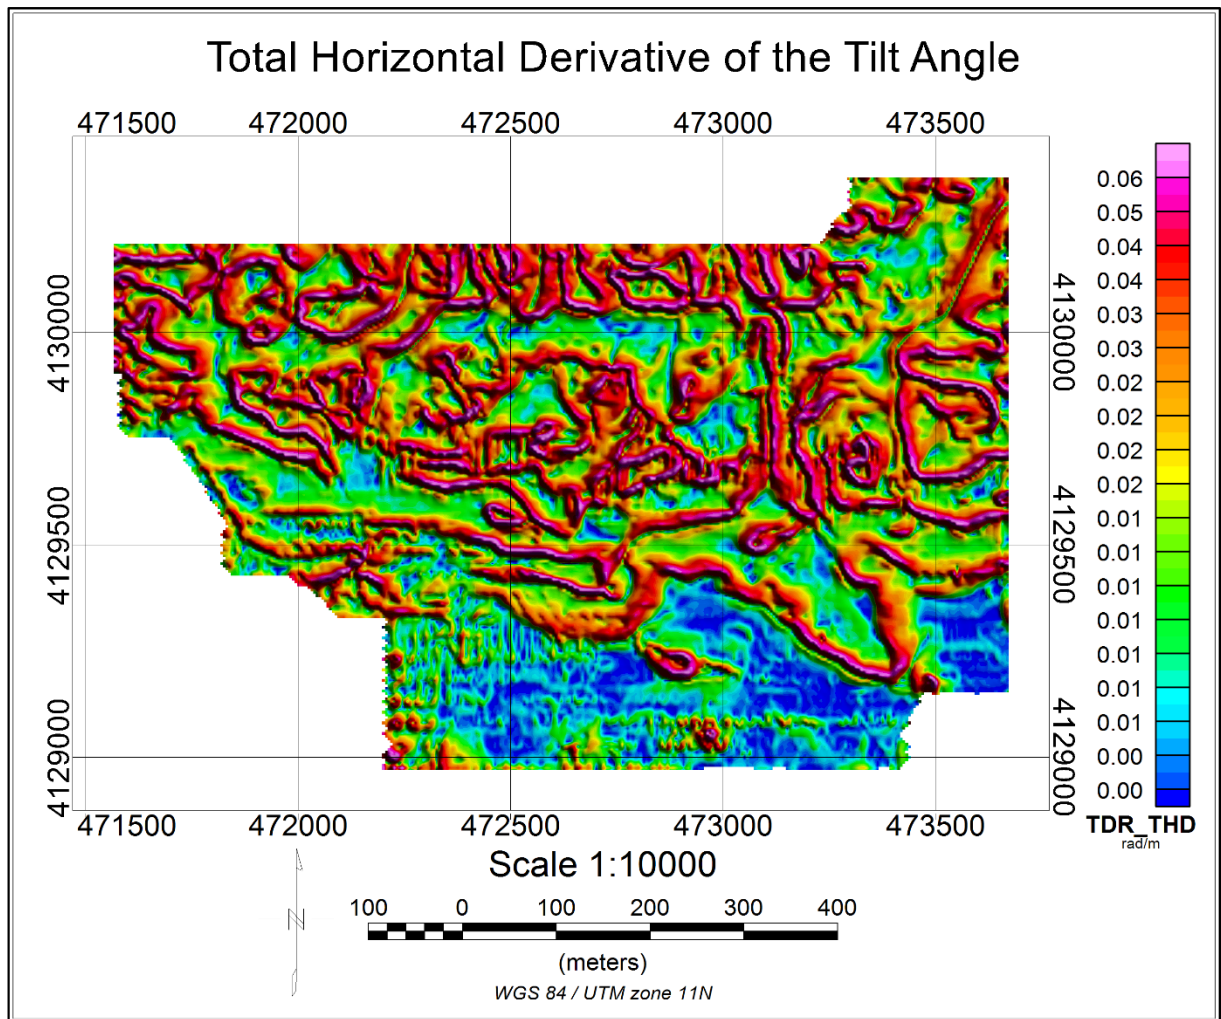 Total Horizontal Derivative of the Tilt Angle
471500 472000 472500 473000 473500
0.06
0.05
0.04
0.04
0.03
0.03
0.02
0.02
0.02
0.02
0.01
0.01
0.01
0.01
0.01
0.01
0.01
0.00
0.00
TDR_THD
rad/m
4130000
4129500
4129000
4130000
4129500
4129000
471500 472000 472500 473000 473500
Scale 1:10000
100 0 100 200 300 400
(meters)
WGS 84 / UTM zone 11N
N